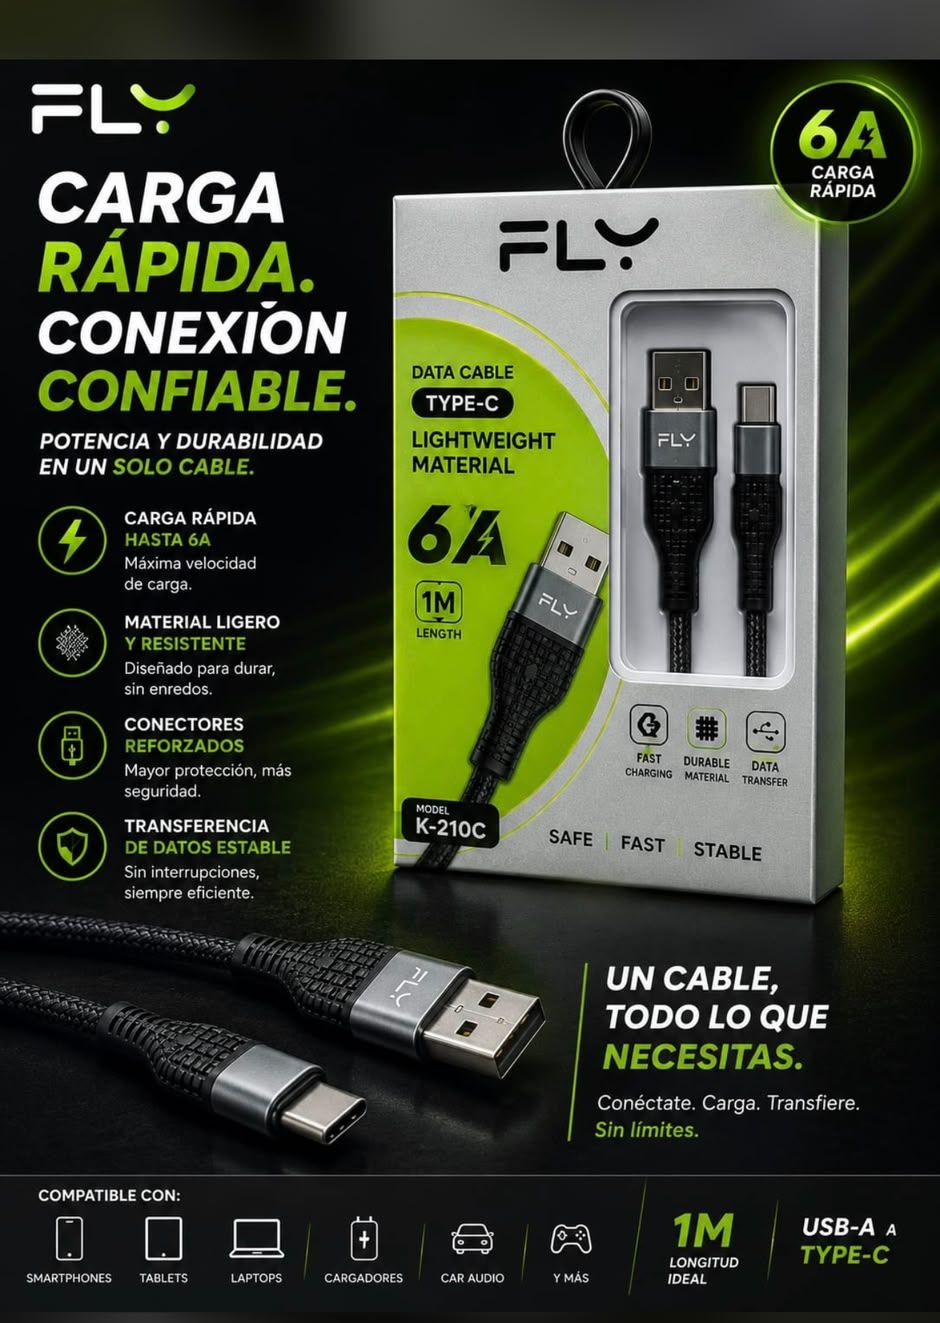 FLY
CARGA
RÁPIDA.
CONEXIÓN
CONFIABLE.
POTENCIA Y DURABILIDAD
EN UN SOLO CABLE.
CARGA RÁPIDA
HASTA 6A
Máxima velocidad
de carga.
MATERIAL LIGERO
Y RESISTENTE
Diseñado para durar,
sin enredos.
CONECTORES
REFORZADOS
Mayor protección, más
seguridad.
TRANSFERENCIA
DE DATOS ESTABLE
Sin interrupciones,
siempre eficiente.
6A
CARGA
RÁPIDA
FLY
DATA CABLE
TYPE-C
LIGHTWEIGHT
MATERIAL
6A
1M
LENGTH
FLY
FLY
MODEL
K-210C
FAST
CHARGING
DURABLE
MATERIAL
DATA
TRANSFER
SAFE | FAST | STABLE
FLY
UN CABLE,
TODO LO QUE
NECESITAS.
Conéctate. Carga. Transfiere.
Sin límites.
COMPATIBLE CON:
SMARTPHONES
TABLETS
LAPTOPS
CARGADORES
CAR AUDIO
Y MÁS
1M
LONGITUD
IDEAL
USB-A A
TYPE-C